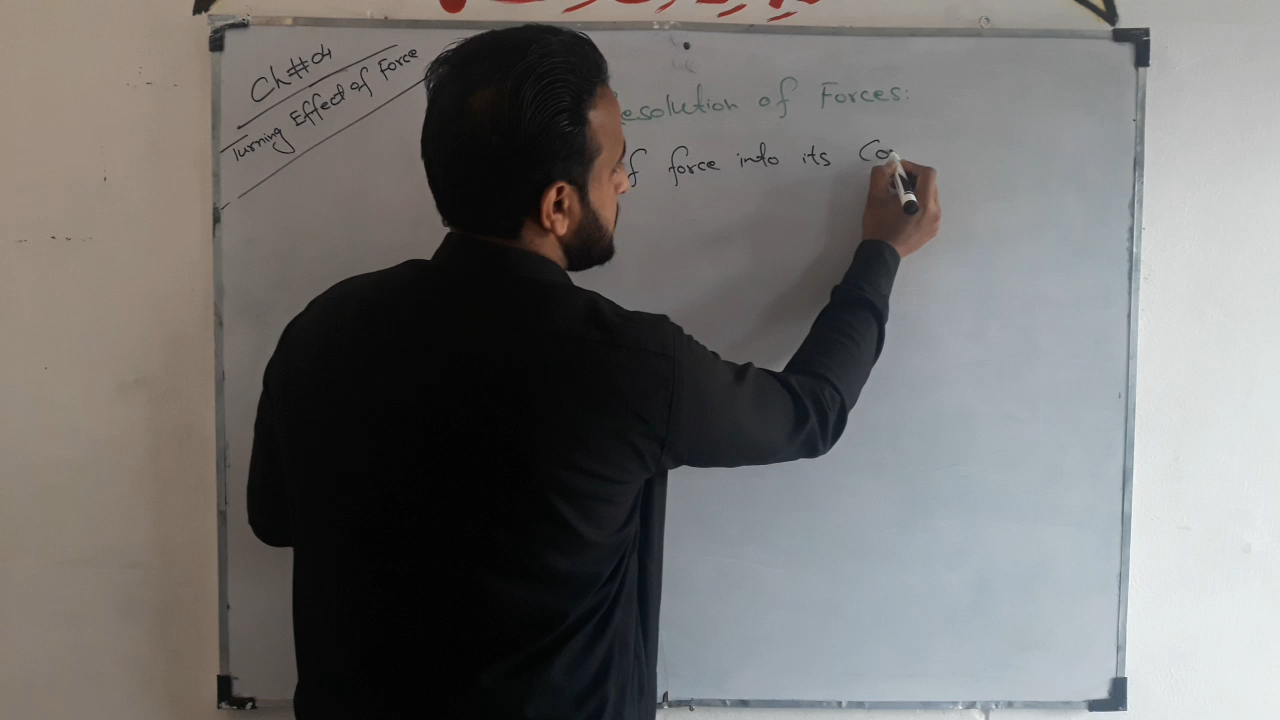 Ch#04
Turning Effect of Force
esolution of Forces:
f force into its Co